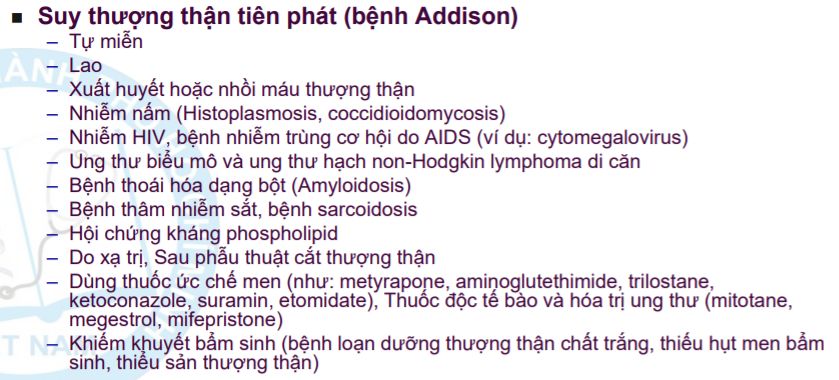 ▪ Suy thượng thận tiên phát (bệnh Addison)
– Tự miễn
– Lao
– Xuất huyết hoặc nhồi máu thượng thận
– Nhiễm nấm (Histoplasmosis, coccidioidomycosis)
– Nhiễm HIV, bệnh nhiễm trùng cơ hội do AIDS (ví dụ: cytomegalovirus)
– Ung thư biểu mô và ung thư hạch non-Hodgkin lymphoma di căn
– Bệnh thoái hóa dạng bột (Amyloidosis)
– Bệnh thâm nhiễm sắt, bệnh sarcoidosis
– Hội chứng kháng phospholipid
– Do xạ trị, Sau phẫu thuật cắt thượng thận
– Dùng thuốc ức chế men (như: metyrapone, aminoglutethimide, trilostane,
ketoconazole, suramin, etomidate), Thuốc độc tế bào và hóa trị ung thư (mitotane,
megestrol, mifepristone)
– Khiếm khuyết bẩm sinh (bệnh loạn dưỡng thượng thận chất trắng, thiếu hụt men bẩm
sinh, thiểu sản thượng thận)